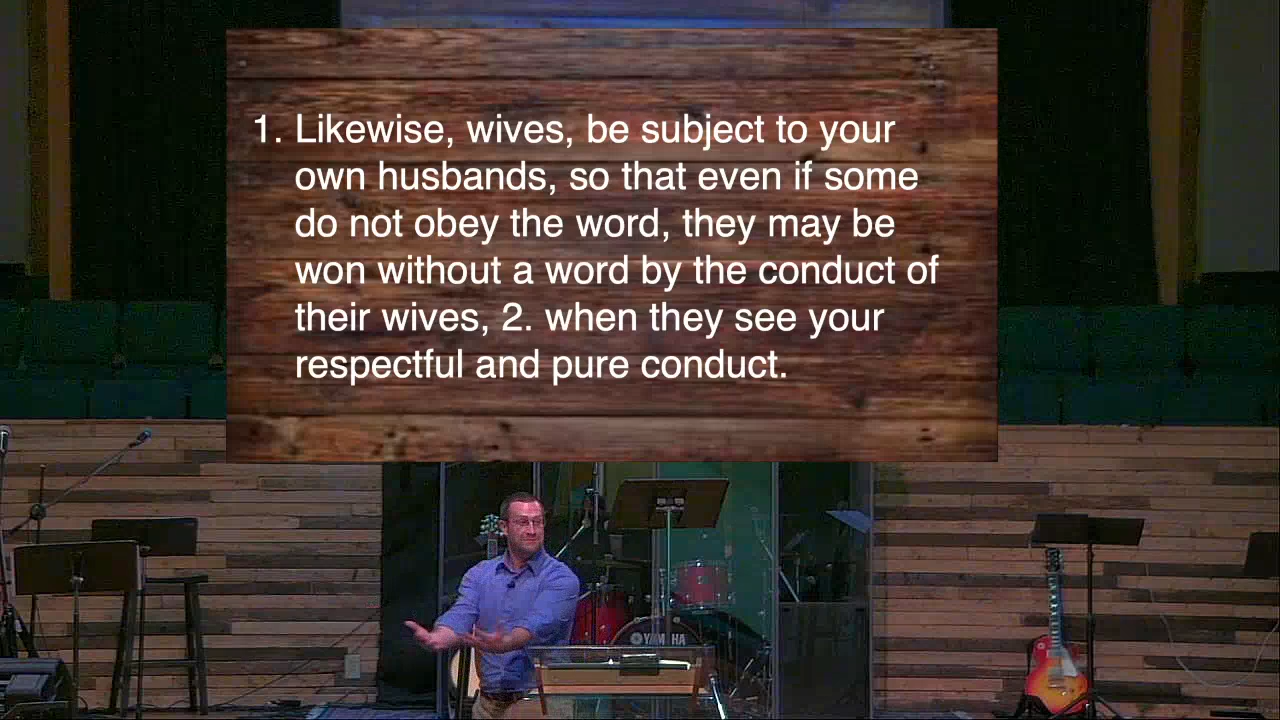 1. Likewise, wives, be subject to your
own husbands, so that even if some
do not obey the word, they may be
won without a word by the conduct of
their wives, 2. when they see your
respectful and pure conduct.
YAMAHA